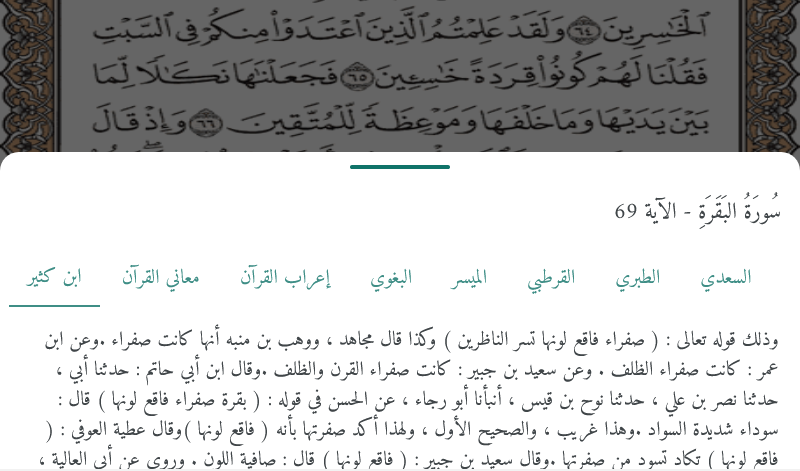 ٱلْخَٰسِرِينَ ٦٤ وَلَقَدْ عَلِمْتُمُ ٱلَّذِينَ ٱعْتَدَوْا۟ مِنكُمْ فِى ٱلسَّبْتِ
فَقُلْنَا لَهُمْ كُونُوا۟ قِرَدَةً خَٰسِـِٔينَ ٦٥ فَجَعَلْنَٰهَا نَكَٰلًا لِّمَا
بَيْنَ يَدَيْهَا وَمَا خَلْفَهَا وَمَوْعِظَةً لِّلْمُتَّقِينَ ٦٦ وَإِذْ قَالَ
سُورَةُ البَقَرَةِ - الآية 69
السعدي الطبري القرطبي الميسر البغوي إعراب القرآن معاني القرآن ابن كثير
وذلك قوله تعالى : ( صفراء فاقع لونها تسر الناظرين ) وكذا قال مجاهد ، ووهب بن منبه أنها كانت صفراء .وعن ابن
عمر : كانت صفراء الظلف . وعن سعيد بن جبير : كانت صفراء القرن والظلف .وقال ابن أبي حاتم : حدثنا أبي ،
حدثنا نصر بن علي ، حدثنا نوح بن قيس ، أنبأنا أبو رجاء ، عن الحسن في قوله : ( بقرة صفراء فاقع لونها ) قال :
سوداء شديدة السواد .وهذا غريب ، والصحيح الأول ، ولهذا أكد صفرتها بأنه ( فاقع لونها )وقال عطية العوفي : (
فاقع لونها ) تكاد تسود من صفرتها .وقال سعيد بن جبير : ( فاقع لونها ) قال : صافية اللون . وروي عن أبي العالية ،